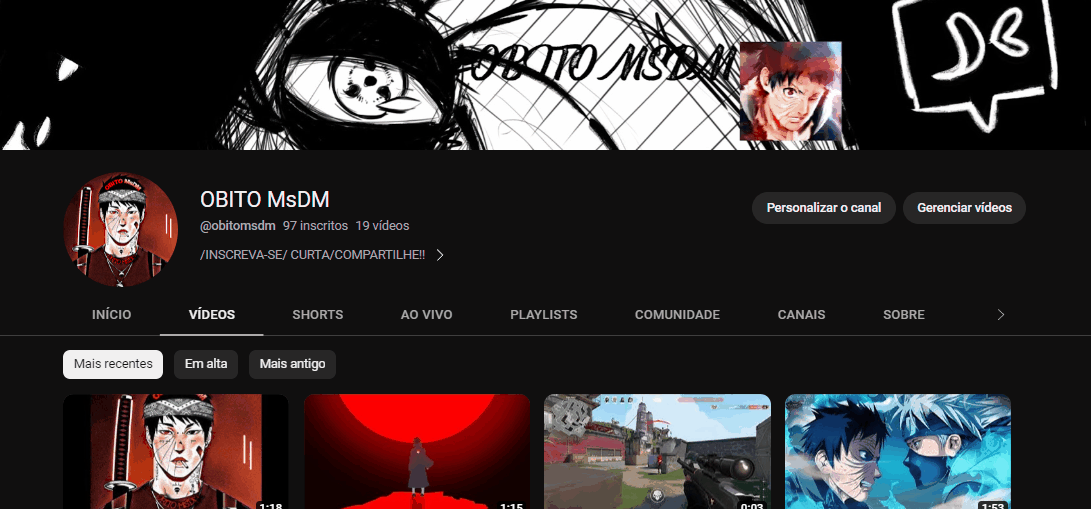 OBITO MSDM
OBITO MsDM
OBITO MsDM
@obitomsdm 97 inscritos 19 vídeos
/INSCREVA-SE/ CURTA/COMPARTILHE!!
Personalizar o canal
Gerenciar vídeos
INÍCIO VÍDEOS SHORTS AO VIVO PLAYLISTS COMUNIDADE CANAIS SOBRE
Mais recentes Em alta Mais antigo
1:18 1:15 0:03 1:53